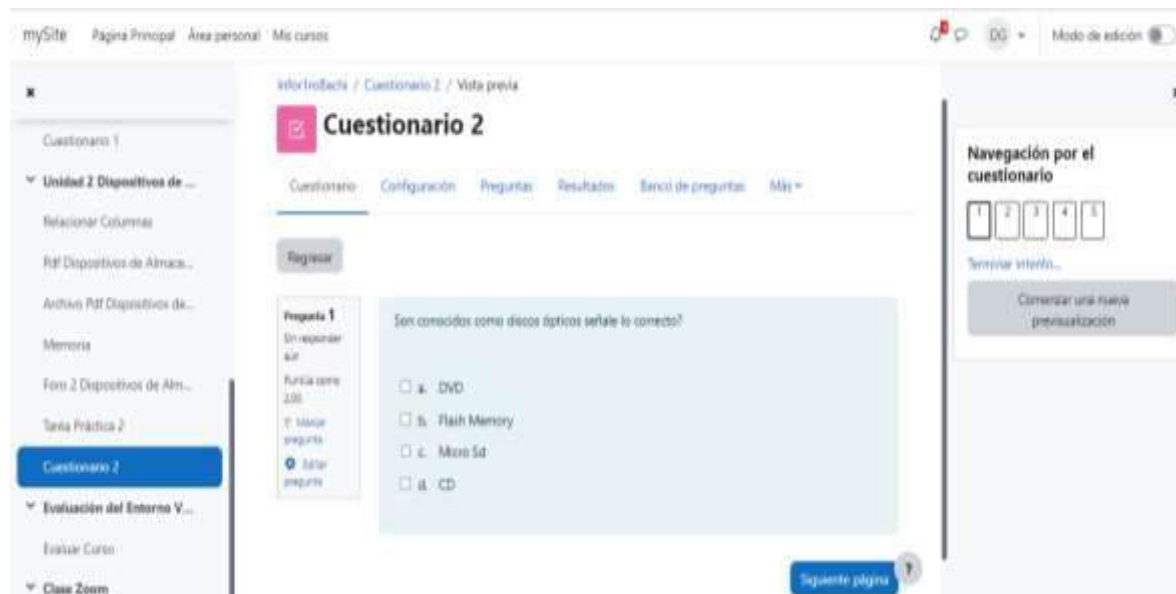 mySite Página Principal Área personal Mis cursos
DG Modo de edición
Cuestionario 1
Unidad 2 Dispositivos de ...
Relacionar Columnas
Pdf Dispositivos de Almace...
Archivo Pdf Dispositivos de...
Memoria
Foro 2 Dispositivos de Alm...
Tarea Práctica 2
Cuestionario 2
Evaluación del Entorno V...
Evaluar Curso
Clase Zoom
/ Cuestionario 2 / Vista previa
Cuestionario 2
Cuestionario Configuración Preguntas Resultados Banco de preguntas Más
Regresar
Pregunta 1
Sin responder
aún
Puntúa como
2,00
Marcar
pregunta
Editar
pregunta
Son conocidos como discos ópticos señale lo correcto?
a. DVD
b. Flash Memory
c. Micro Sd
d. CD
Siguiente página
?
Navegación por el
cuestionario
1 2 3 4 5
Terminar intento...
Comenzar una nueva
previsualización